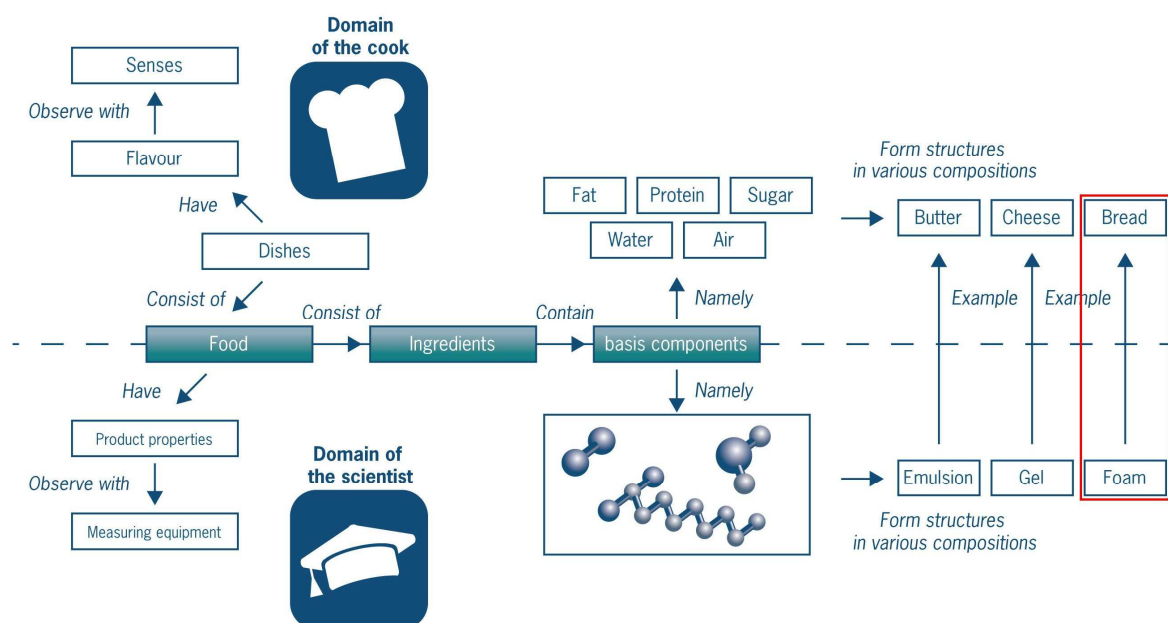 Domain
of the cook
Senses
Observe with
Flavour
Have
Dishes
Consist of
Form structures
in various compositions
Fat
Protein
Sugar
Water
Air
Butter
Cheese
Bread
Namely
Example
Example
Consist of
Contain
Food
Ingredients
basis components
Have
Namely
Product properties
Observe with
Measuring equipment
Domain of
the scientist
Emulsion
Gel
Foam
Form structures
in various compositions